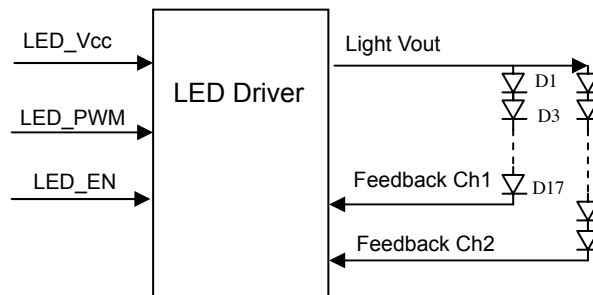 LED_Vcc
LED_PWM
LED_EN
LED Driver
Light Vout
D1
D3
D17
Feedback Ch1
Feedback Ch2